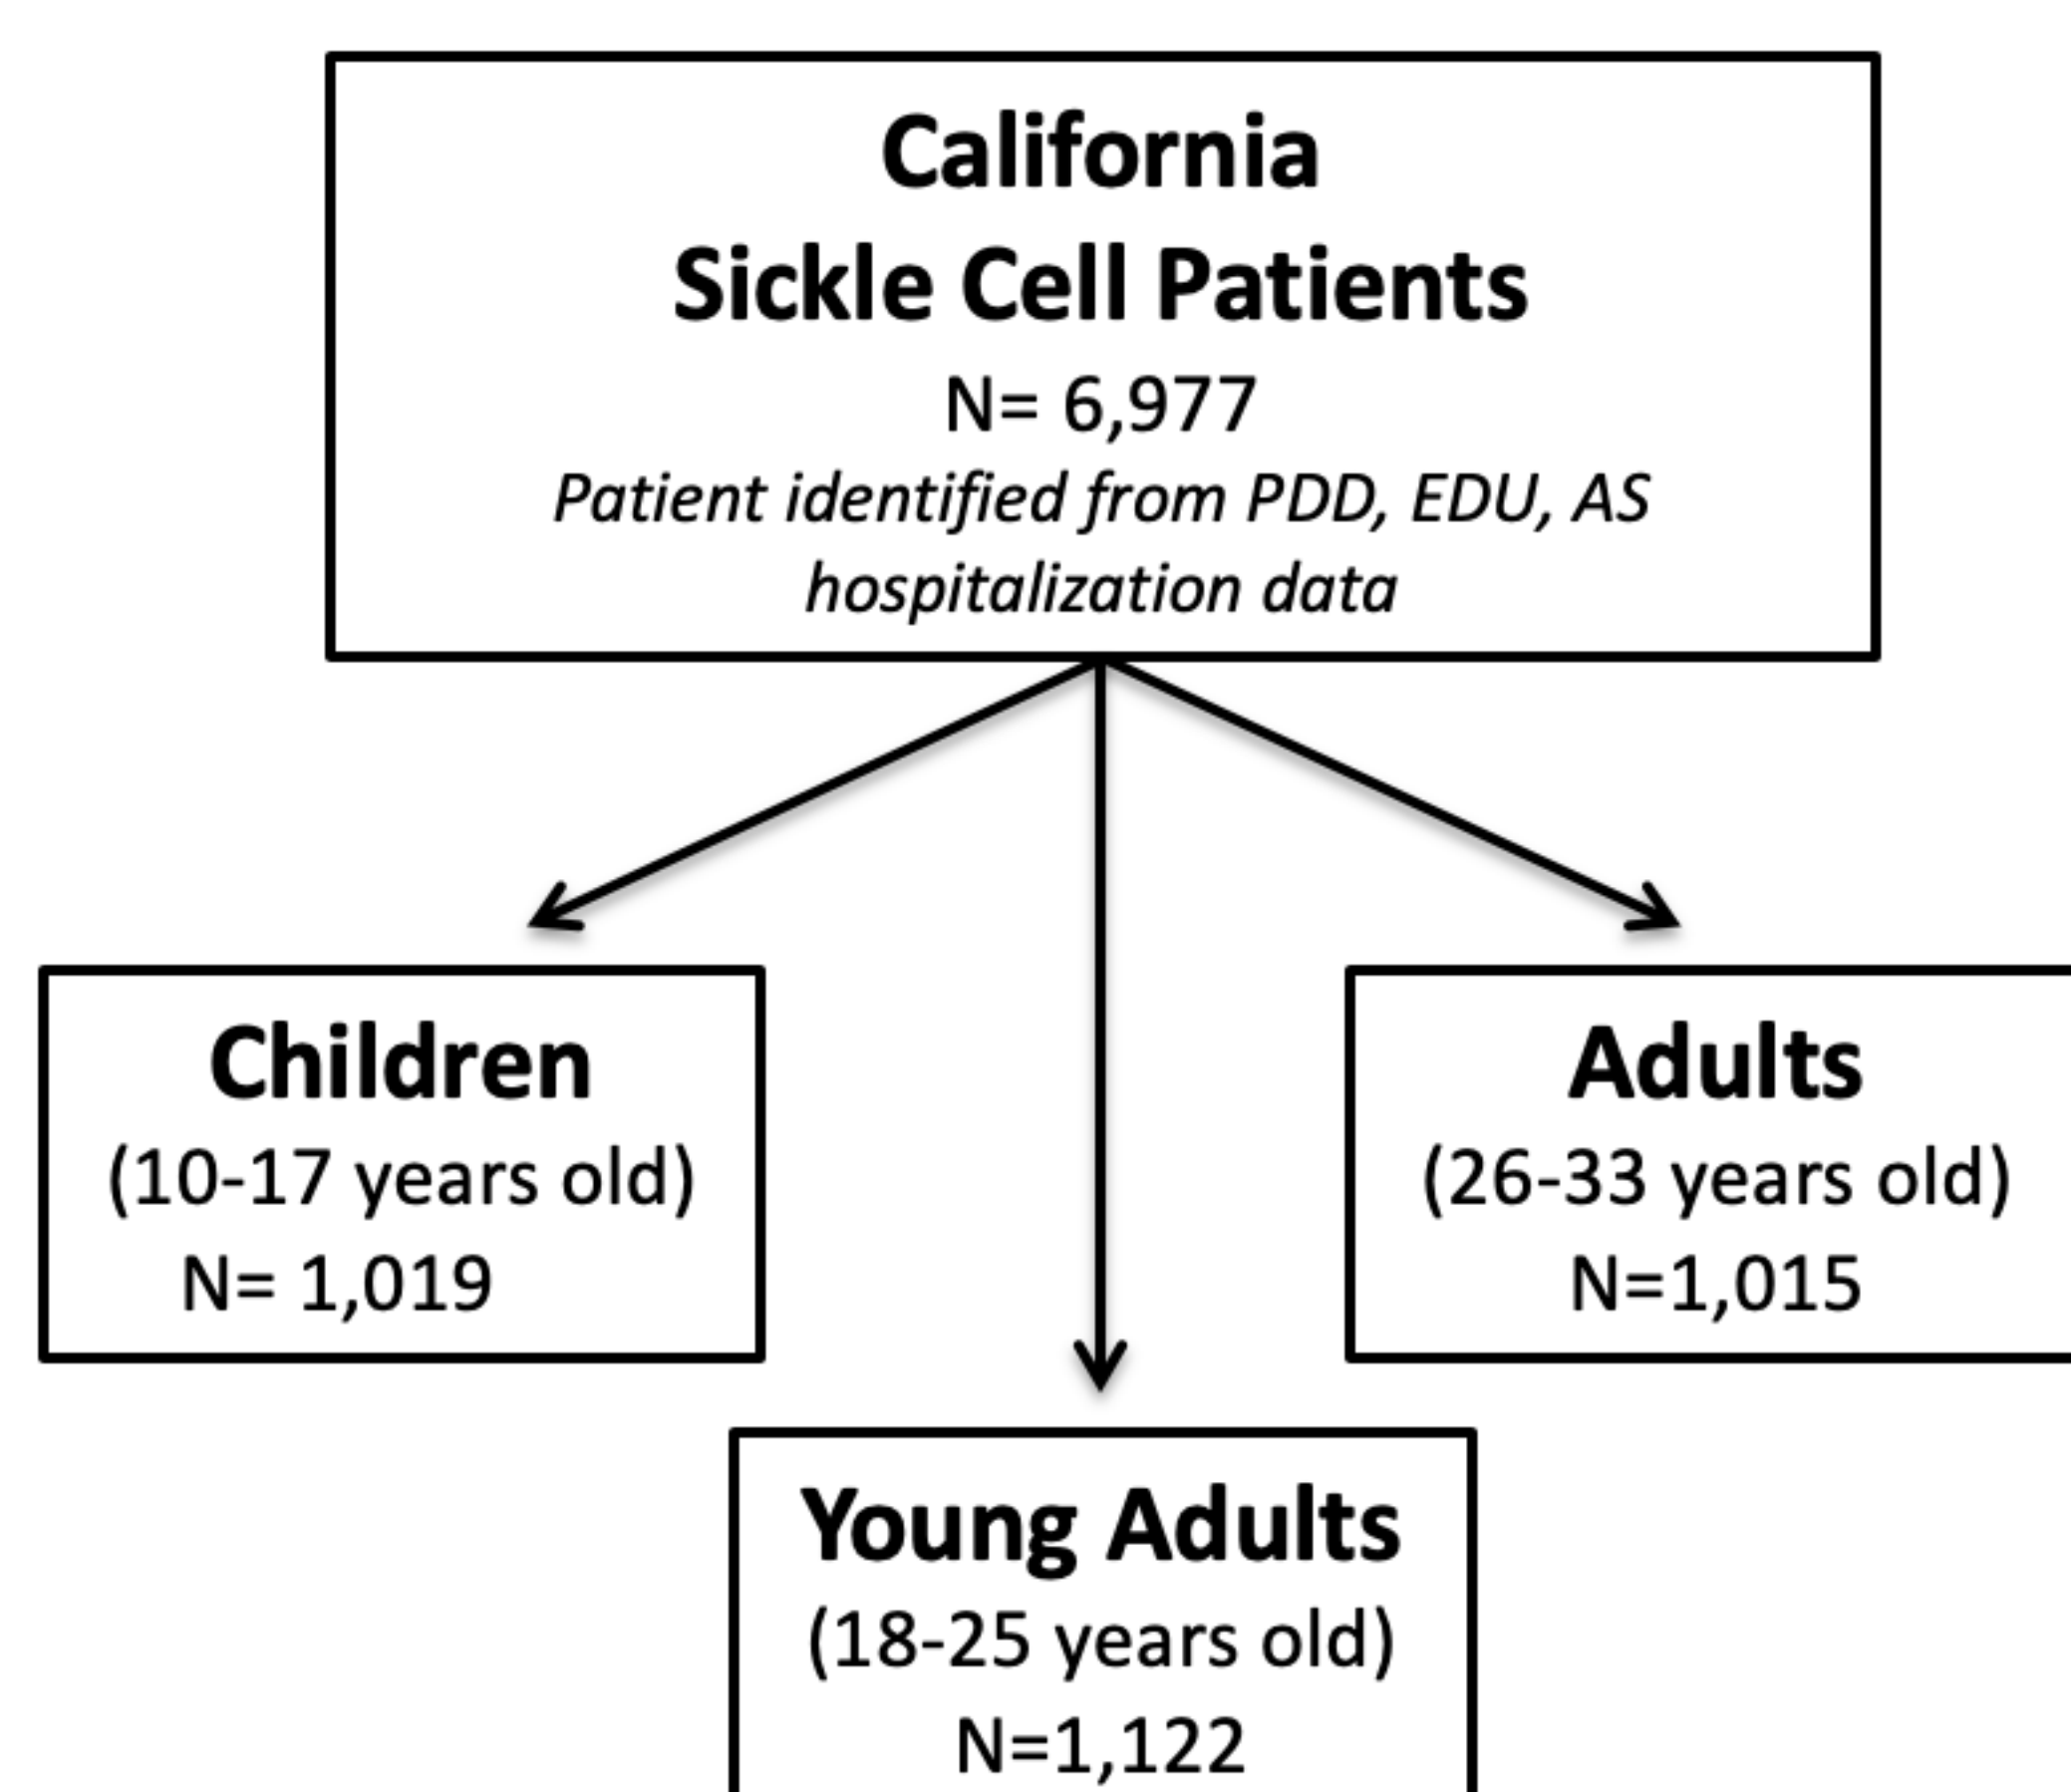 California
Sickle Cell Patients
N= 6,977
Patient identified from PDD, EDU, AS
hospitalization data
Children
(10-17 years old)
N= 1,019
Adults
(26-33 years old)
N=1,015
Young Adults
(18-25 years old)
N=1,122